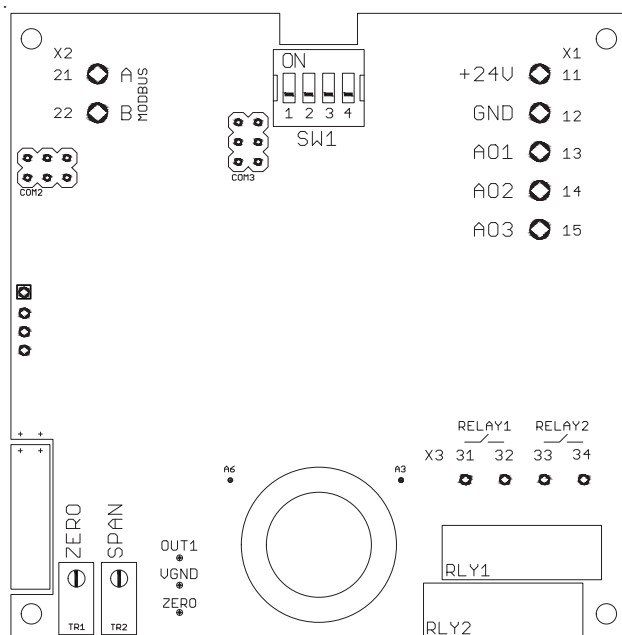 X2
21 A
22 B
MODBUS
ON
1 2 3 4
SW1
X1
+24V 11
GND 12
AO1 13
AO2 14
AO3 15
COM2
COM3
RELAY1 RELAY2
X3 31 32 33 34
A6
A3
ZERO
SPAN
TR1
TR2
OUT1
VGND
ZERO
RLY1
RLY2